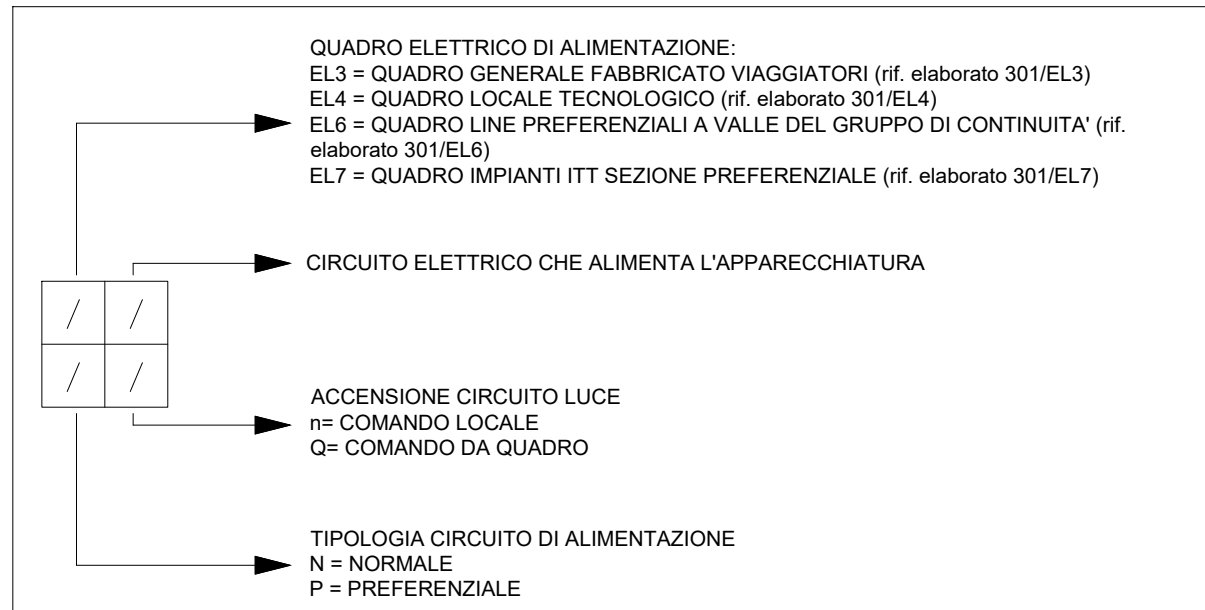 QUADRO ELETTRICO DI ALIMENTAZIONE:
EL3 = QUADRO GENERALE FABBRICATO VIAGGIATORI (rif. elaborato 301/EL3)
EL4 = QUADRO LOCALE TECNOLOGICO (rif. elaborato 301/EL4)
EL6 = QUADRO LINE PREFERENZIALI A VALLE DEL GRUPPO DI CONTINUITA' (rif.
elaborato 301/EL6)
EL7 = QUADRO IMPIANTI ITT SEZIONE PREFERENZIALE (rif. elaborato 301/EL7)
CIRCUITO ELETTRICO CHE ALIMENTA L'APPARECCHIATURA
/ /
/ /
ACCENSIONE CIRCUITO LUCE
n= COMANDO LOCALE
Q= COMANDO DA QUADRO
TIPOLOGIA CIRCUITO DI ALIMENTAZIONE
N = NORMALE
P = PREFERENZIALE